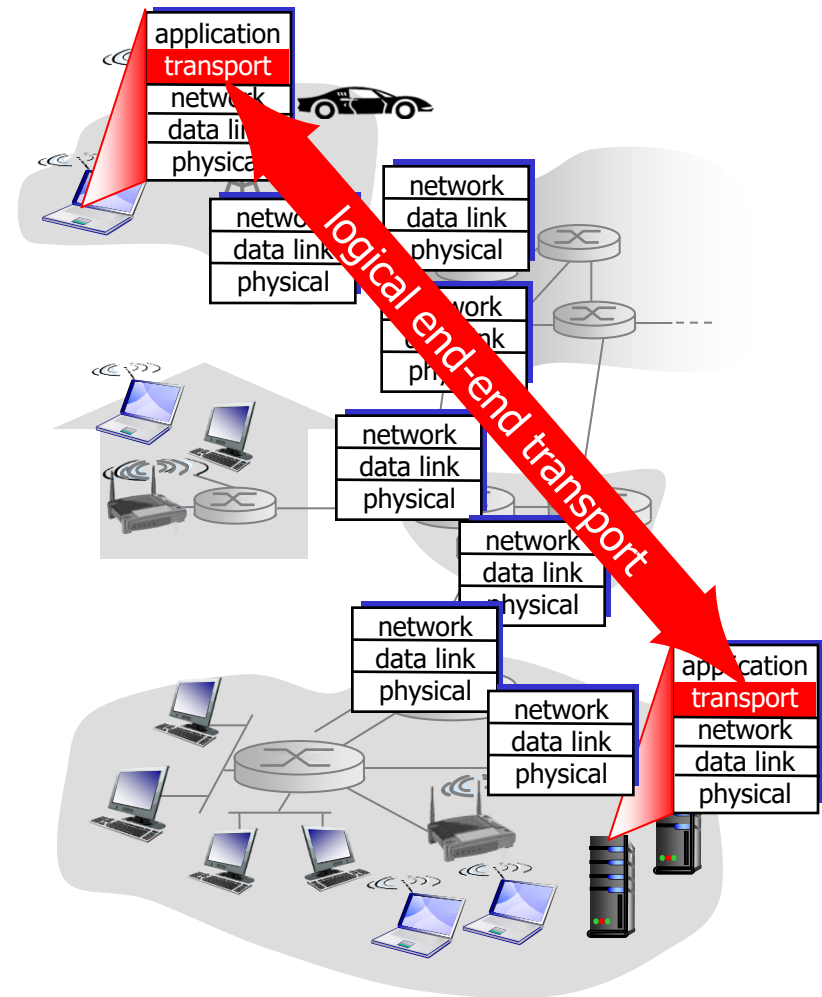 application
transport
network
data link
physical
network
data link
physical
network
data link
physical
logical end-end transport
network
data link
physical
network
data link
physical
network
data link
physical
network
data link
physical
application
transport
network
data link
physical